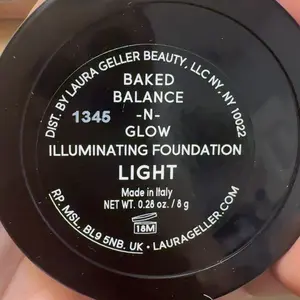 DIST. BY LAURA GELLER BEAUTY, LLC NY, NY 10022
BAKED
BALANCE
1345
-N-
GLOW
ILLUMINATING FOUNDATION
LIGHT
Made in Italy
NET WT. 0.28 oz. / 8 g
18M
RP. MSL, BL9 5NB. UK • LAURAGELLER.COM